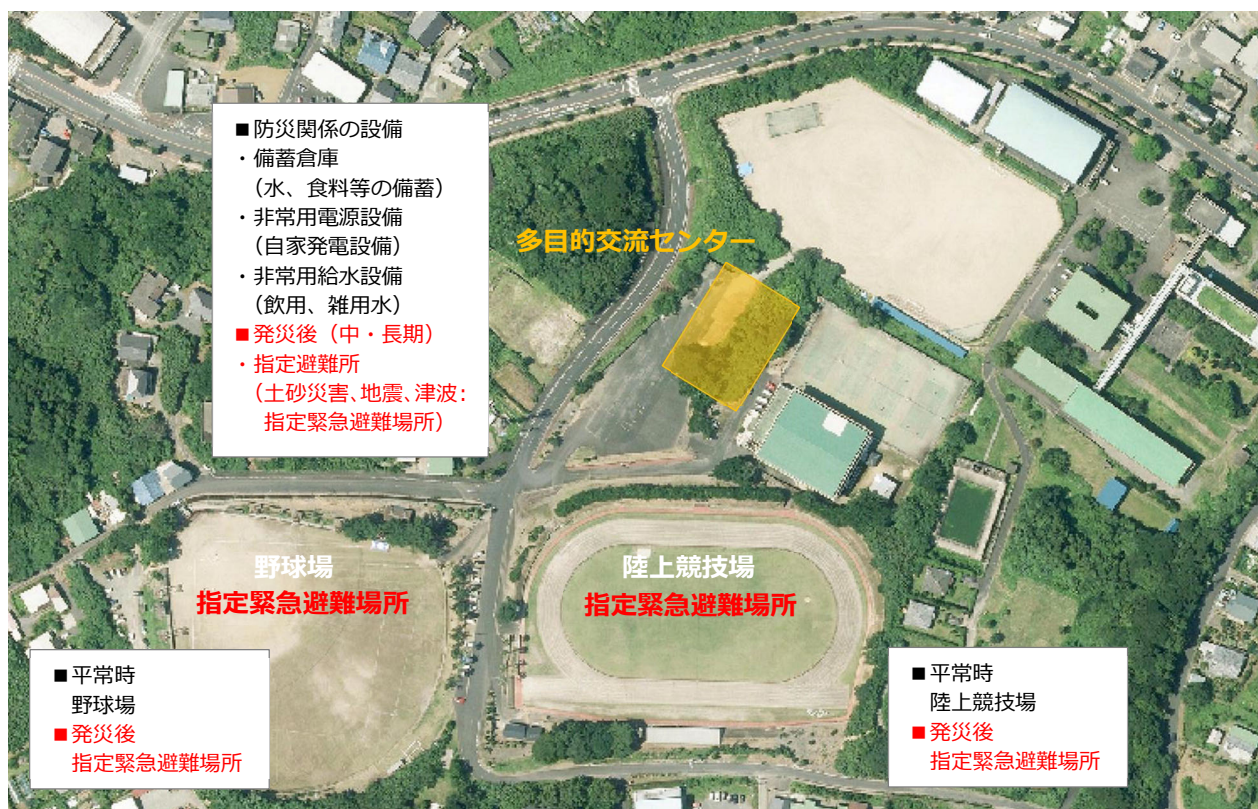 ■防災関係の設備
・備蓄倉庫
（水、食料等の備蓄）
・非常用電源設備
（自家発電設備）
・非常用給水設備
（飲用、雑用水）
■発災後（中・長期）
・指定避難所
（土砂災害、地震、津波：
指定緊急避難場所）
多目的交流センター
野球場
指定緊急避難場所
陸上競技場
指定緊急避難場所
■平常時
野球場
■発災後
指定緊急避難場所
■平常時
陸上競技場
■発災後
指定緊急避難場所